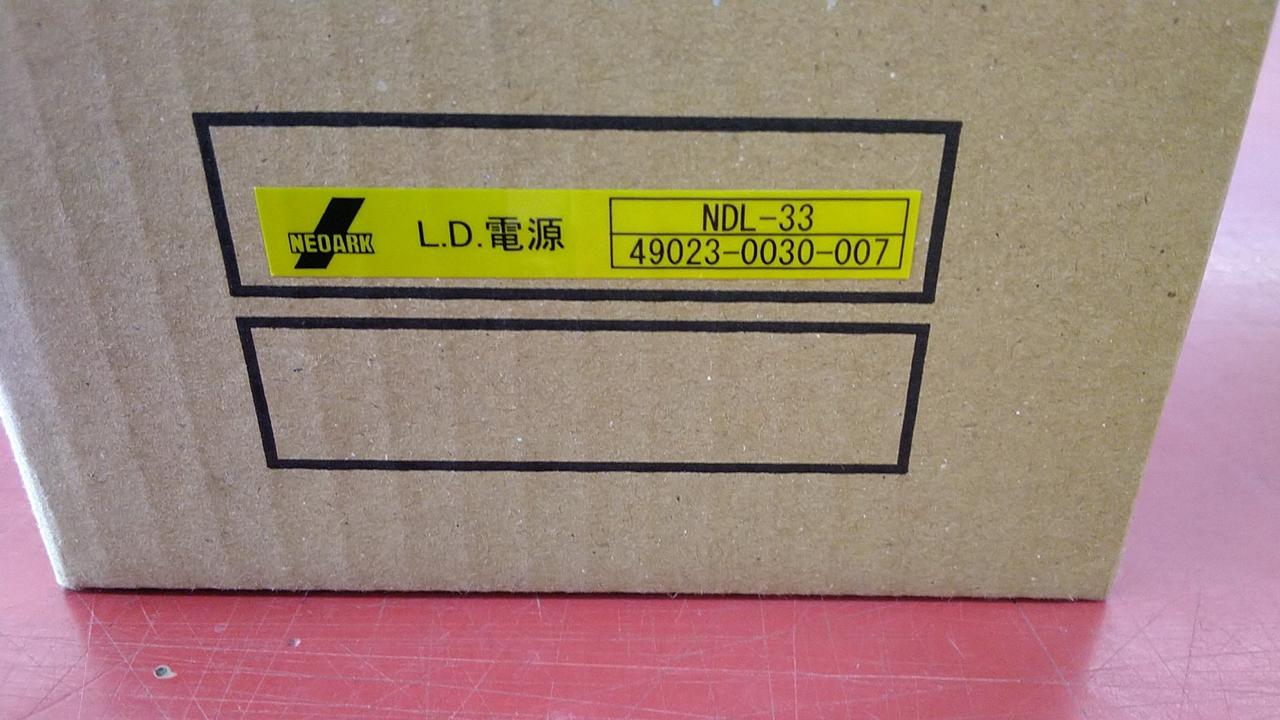 NEOARK
L.D.電源
NDL-33
49023-0030-007